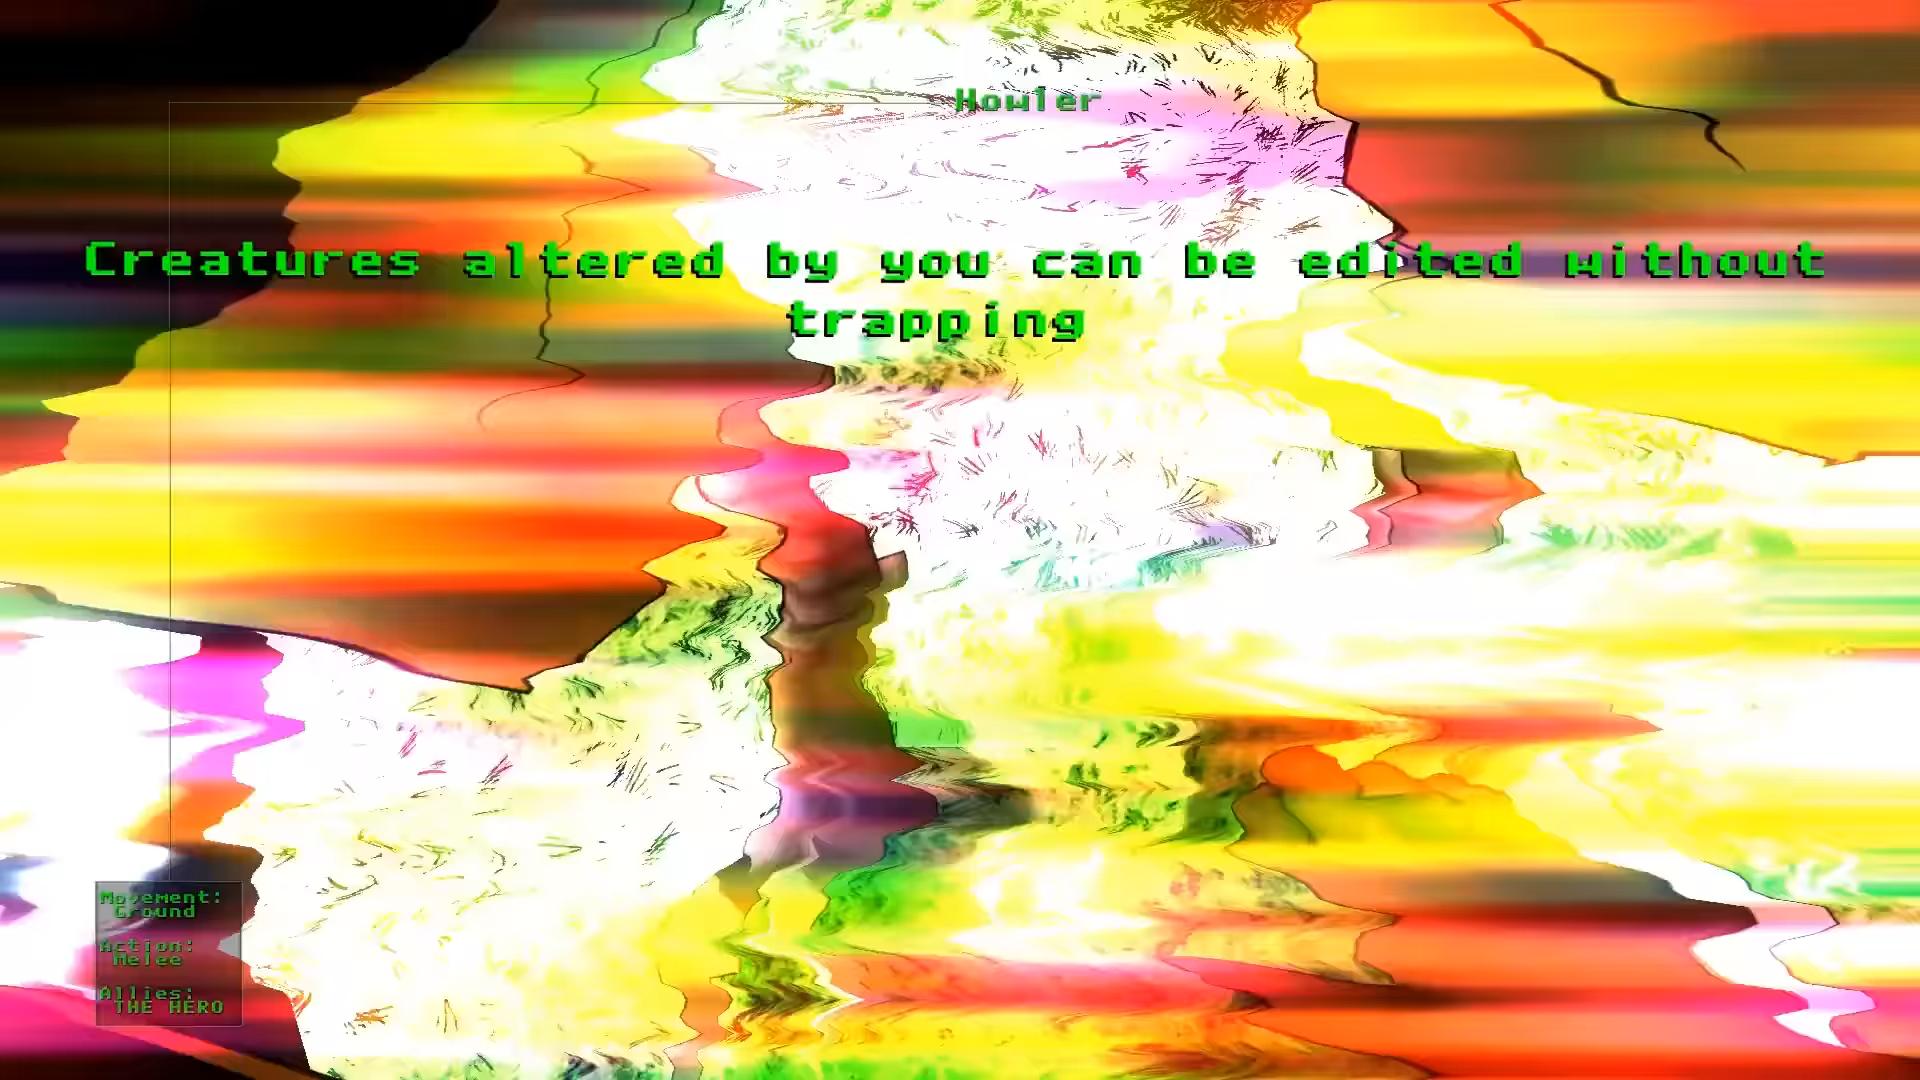 Howler
Creatures altered by you can be edited without
trapping
Movement:
Ground
Action:
Melee
Allies:
THE HERO